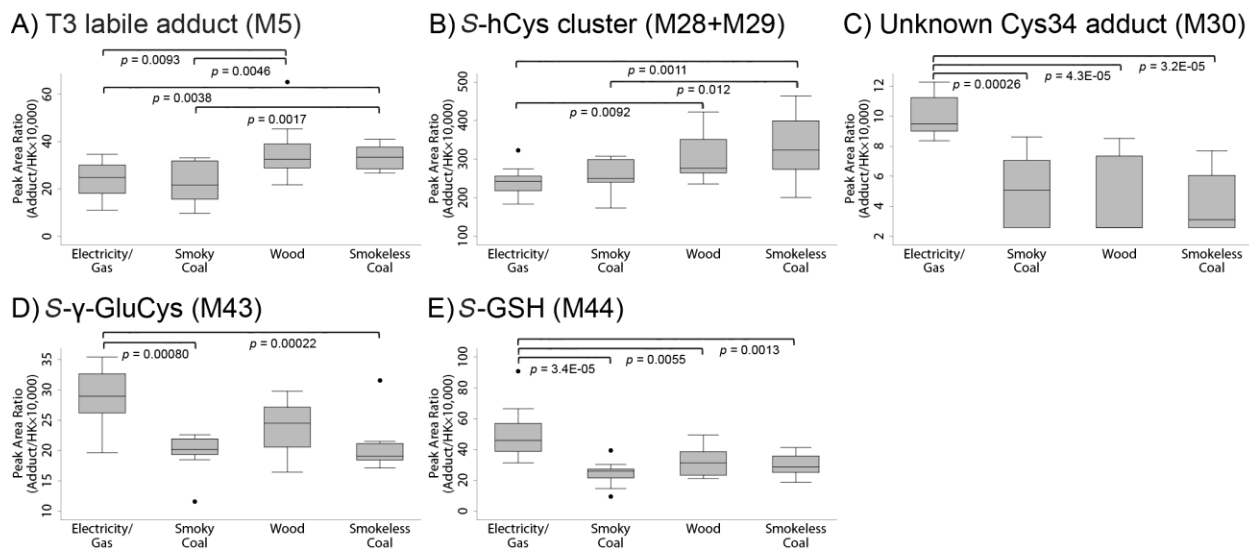 A) T3 labile adduct (M5)
p = 0.0093
p = 0.0046
p = 0.0038
p = 0.0017
Peak Area Ratio
(Adduct/HK×10,000)
60
40
20
0
Electricity/
Gas
Smoky
Coal
Wood
Smokeless
Coal
B) S-hCys cluster (M28+M29)
p = 0.0011
p = 0.012
p = 0.0092
Peak Area Ratio
(Adduct/HK×10,000)
500
400
300
200
100
Electricity/
Gas
Smoky
Coal
Wood
Smokeless
Coal
C) Unknown Cys34 adduct (M30)
p = 3.2E-05
p = 4.3E-05
p = 0.00026
Peak Area Ratio
(Adduct/HK×10,000)
12
10
8
6
4
2
Electricity/
Gas
Smoky
Coal
Wood
Smokeless
Coal
D) S-γ-GluCys (M43)
p = 0.00080
p = 0.00022
Peak Area Ratio
(Adduct/HK×10,000)
35
30
25
20
15
10
Electricity/
Gas
Smoky
Coal
Wood
Smokeless
Coal
E) S-GSH (M44)
p = 0.0013
p = 0.0055
p = 3.4E-05
Peak Area Ratio
(Adduct/HK×10,000)
100
80
60
40
20
0
Electricity/
Gas
Smoky
Coal
Wood
Smokeless
Coal